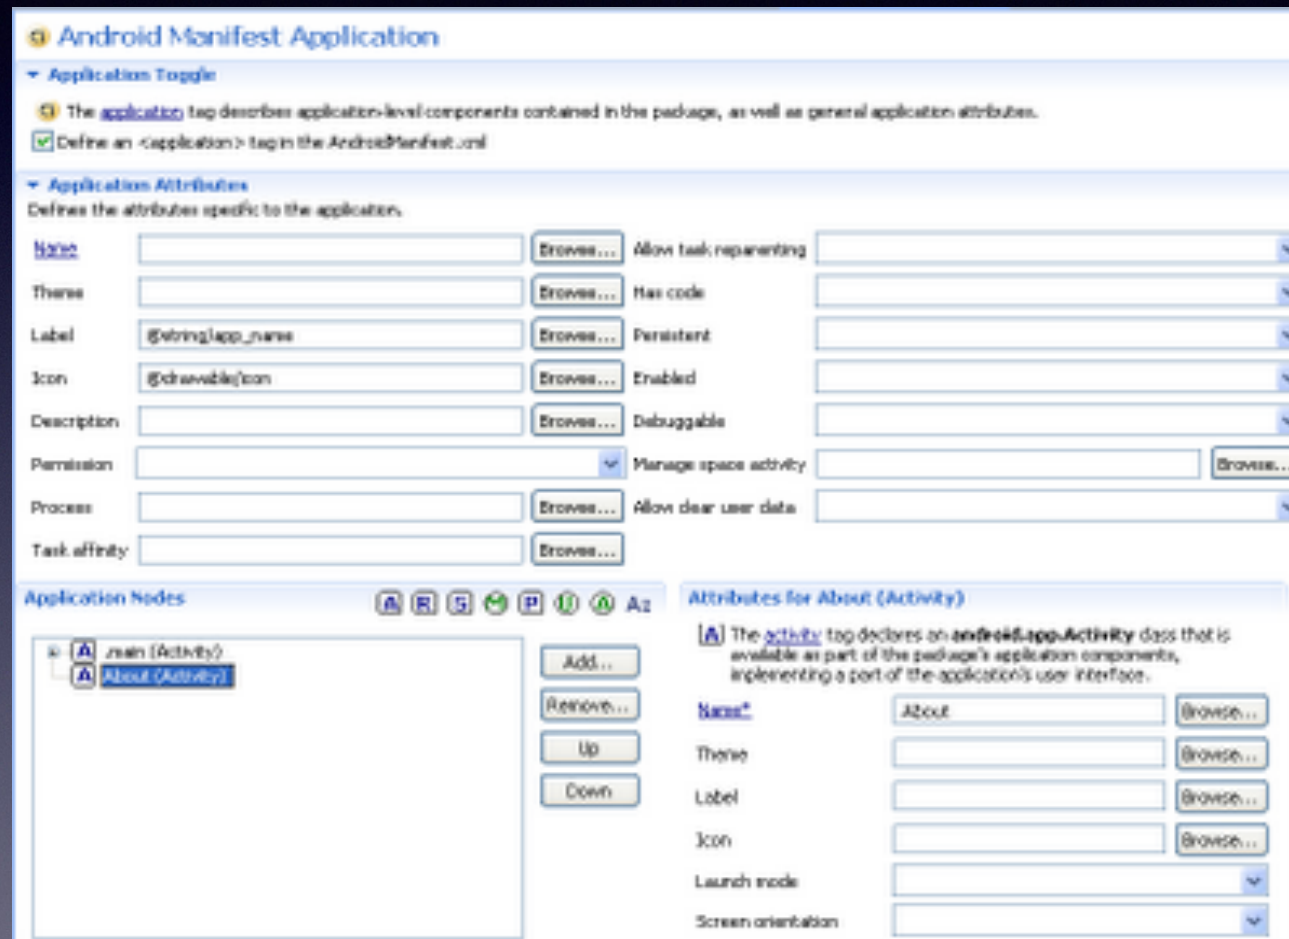 Android Manifest Application
Application Toggle
The application tag describes application-level components contained in the package, as well as general application attributes.
Define an <application> tag in the AndroidManifest.xml
Application Attributes
Defines the attributes specific to the application.
Name Browse... Allow task reparenting
Theme Browse... Has code
Label @string/app_name Browse... Persistent
Icon @drawable/icon Browse... Enabled
Description Browse... Debuggable
Permission Manage space activity Browse...
Process Browse... Allow clear user data
Task affinity Browse...
Application Nodes A R S M P U A Az
.main (Activity)
About (Activity)
Add...
Remove...
Up
Down
Attributes for About (Activity)
A The activity tag declares an android.app.Activity class that is
available as part of the package's application components,
implementing a part of the application's user interface.
Name* About Browse...
Theme Browse...
Label Browse...
Icon Browse...
Launch mode
Screen orientation